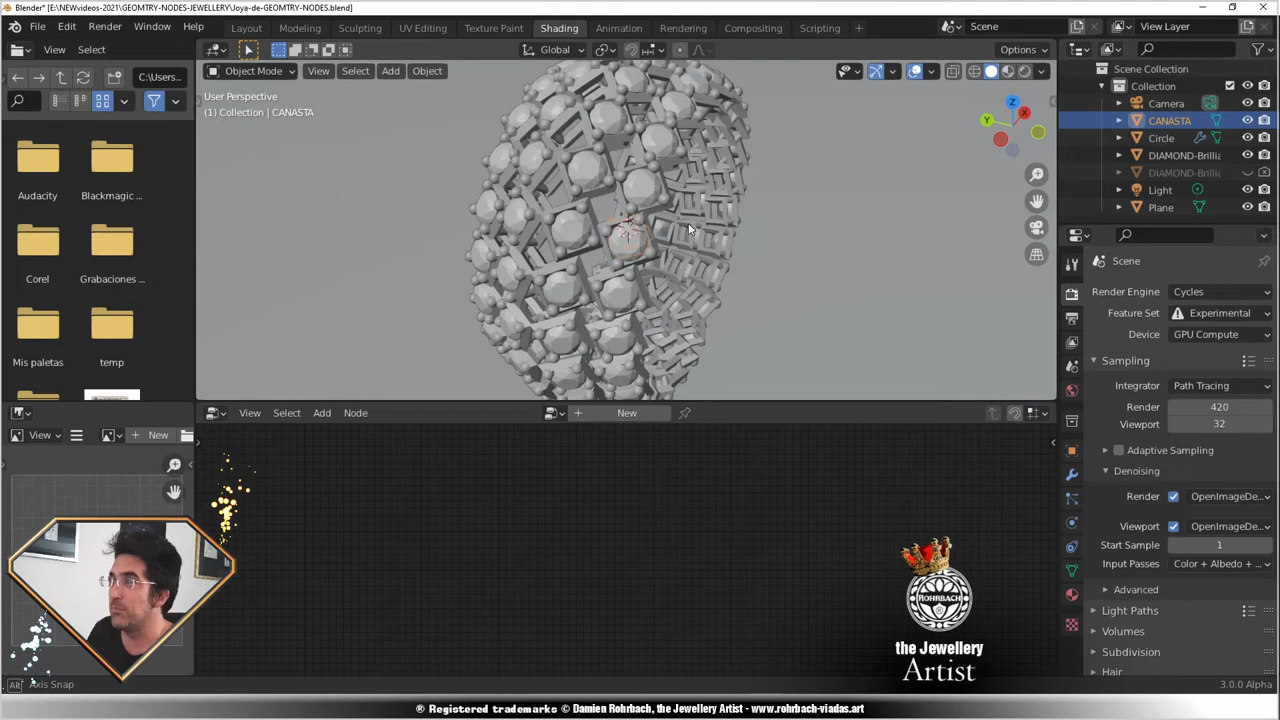 Blender* [E:\NEWvideos-2021\GEOMTRY-NODES-JEWELLERY\Joya-de-GEOMTRY-NODES.blend]
File Edit Render Window Help
Layout Modeling Sculpting UV Editing Texture Paint Shading Animation Rendering Compositing Scripting
Scene
View Layer
View Select
Global
Options
C:\Users...
Object Mode View Select Add Object
User Perspective
(1) Collection | CANASTA
Z
X
Y
Audacity
Blackmagic ...
Corel
Grabaciones ...
Mis paletas
temp
Scene Collection
Collection
Camera
CANASTA
Circle
DIAMOND-Brillia
DIAMOND-Brillia
Light
Plane
Scene
Render Engine Cycles
Feature Set Experimental
Device GPU Compute
Sampling
Integrator Path Tracing
Render 420
Viewport 32
Adaptive Sampling
Denoising
Render OpenImageDe...
Viewport OpenImageDe...
Start Sample 1
Input Passes Color + Albedo + ...
Advanced
Light Paths
Volumes
Subdivision
Hair
View Select Add Node
New
View
New
ROHRBACH
the Jewellery
Artist
Alt Axis Snap
3.0.0 Alpha
® Registered trademarks © Damien Rohrbach, the Jewellery Artist - www.rohrbach-viadas.art